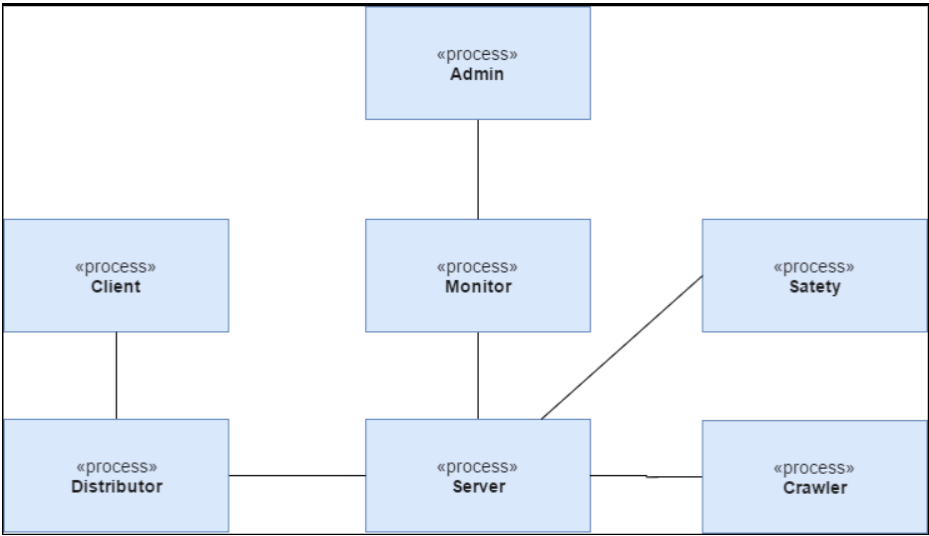 «process»
Admin
«process»
Client
«process»
Monitor
«process»
Satety
«process»
Distributor
«process»
Server
«process»
Crawler